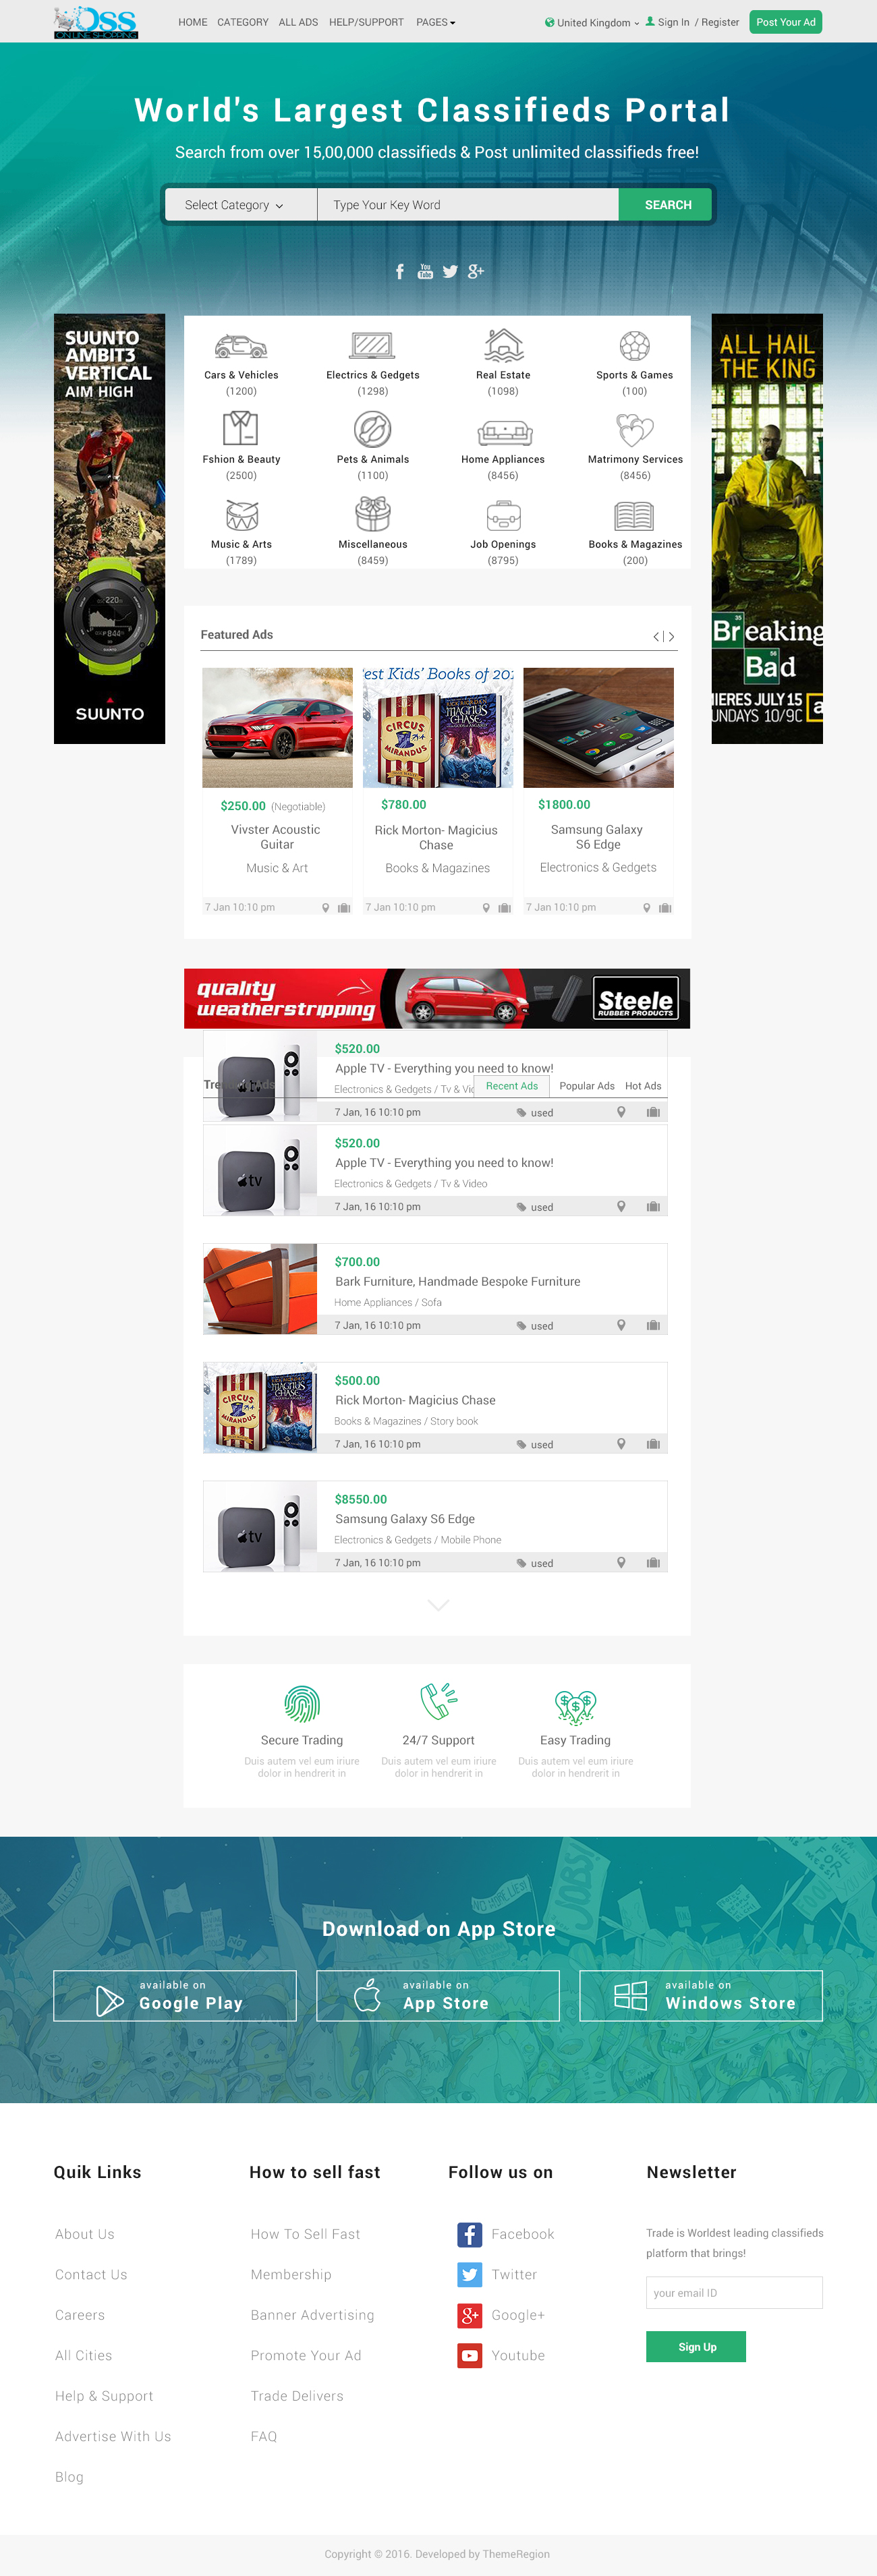 OSS
ONLINE SHOPPING
HOME CATEGORY ALL ADS HELP/SUPPORT PAGES
United Kingdom Sign In / Register Post Your Ad
World's Largest Classifieds Portal
Search from over 15,00,000 classifieds & Post unlimited classifieds free!
Select Category Type Your Key Word SEARCH
You Tube g+
SUUNTO
AMBIT3
VERTICAL
AIM HIGH
220
844
SUUNTO
Cars & Vehicles Electrics & Gedgets Real Estate Sports & Games
(1200) (1298) (1098) (100)
Fshion & Beauty Pets & Animals Home Appliances Matrimony Services
(2500) (1100) (8456) (8456)
Music & Arts Miscellaneous Job Openings Books & Magazines
(1789) (8459) (8795) (200)
ALL HAIL
THE KING
35
Breaking
56
Bad
IERES JULY 15
UNDAYS 10/9C a
Featured Ads
est Kids' Books of 20
CIRCUS MIRANDUS
MAGNUS CHASE
$250.00 (Negotiable) $780.00 $1800.00
Vivster Acoustic Guitar
Rick Morton- Magicius Chase
Samsung Galaxy S6 Edge
Music & Art Books & Magazines Electronics & Gedgets
7 Jan 10:10 pm 7 Jan 10:10 pm 7 Jan 10:10 pm
quality
weatherstripping
Steele
RUBBER PRODUCTS
$520.00
Apple TV - Everything you need to know!
Ads
Electronics & Gedgets / Tv & Vi
Recent Ads Popular Ads Hot Ads
tv
7 Jan, 16 10:10 pm used
$520.00
Apple TV - Everything you need to know!
tv
Electronics & Gedgets / Tv & Video
7 Jan, 16 10:10 pm used
$700.00
Bark Furniture, Handmade Bespoke Furniture
Home Appliances / Sofa
7 Jan, 16 10:10 pm used
CIRCUS MIRANDUS
MAGNUS CHASE
$500.00
Rick Morton- Magicius Chase
Books & Magazines / Story book
7 Jan, 16 10:10 pm used
$8550.00
Samsung Galaxy S6 Edge
tv
Electronics & Gedgets / Mobile Phone
7 Jan, 16 10:10 pm used
Secure Trading 24/7 Support Easy Trading
Duis autem vel eum iriure Duis autem vel eum iriure Duis autem vel eum iriure
dolor in hendrerit in dolor in hendrerit in dolor in hendrerit in
JOBS
Download on App Store
available on available on available on
Google Play App Store Windows Store
Quik Links
About Us
Contact Us
Careers
All Cities
Help & Support
Advertise With Us
Blog
How to sell fast
How To Sell Fast
Membership
Banner Advertising
Promote Your Ad
Trade Delivers
FAQ
Follow us on
Facebook
Twitter
Google+
Youtube
Newsletter
Trade is Worldest leading classifieds
platform that brings!
your email ID
Sign Up
Copyright © 2016. Developed by ThemeRegion